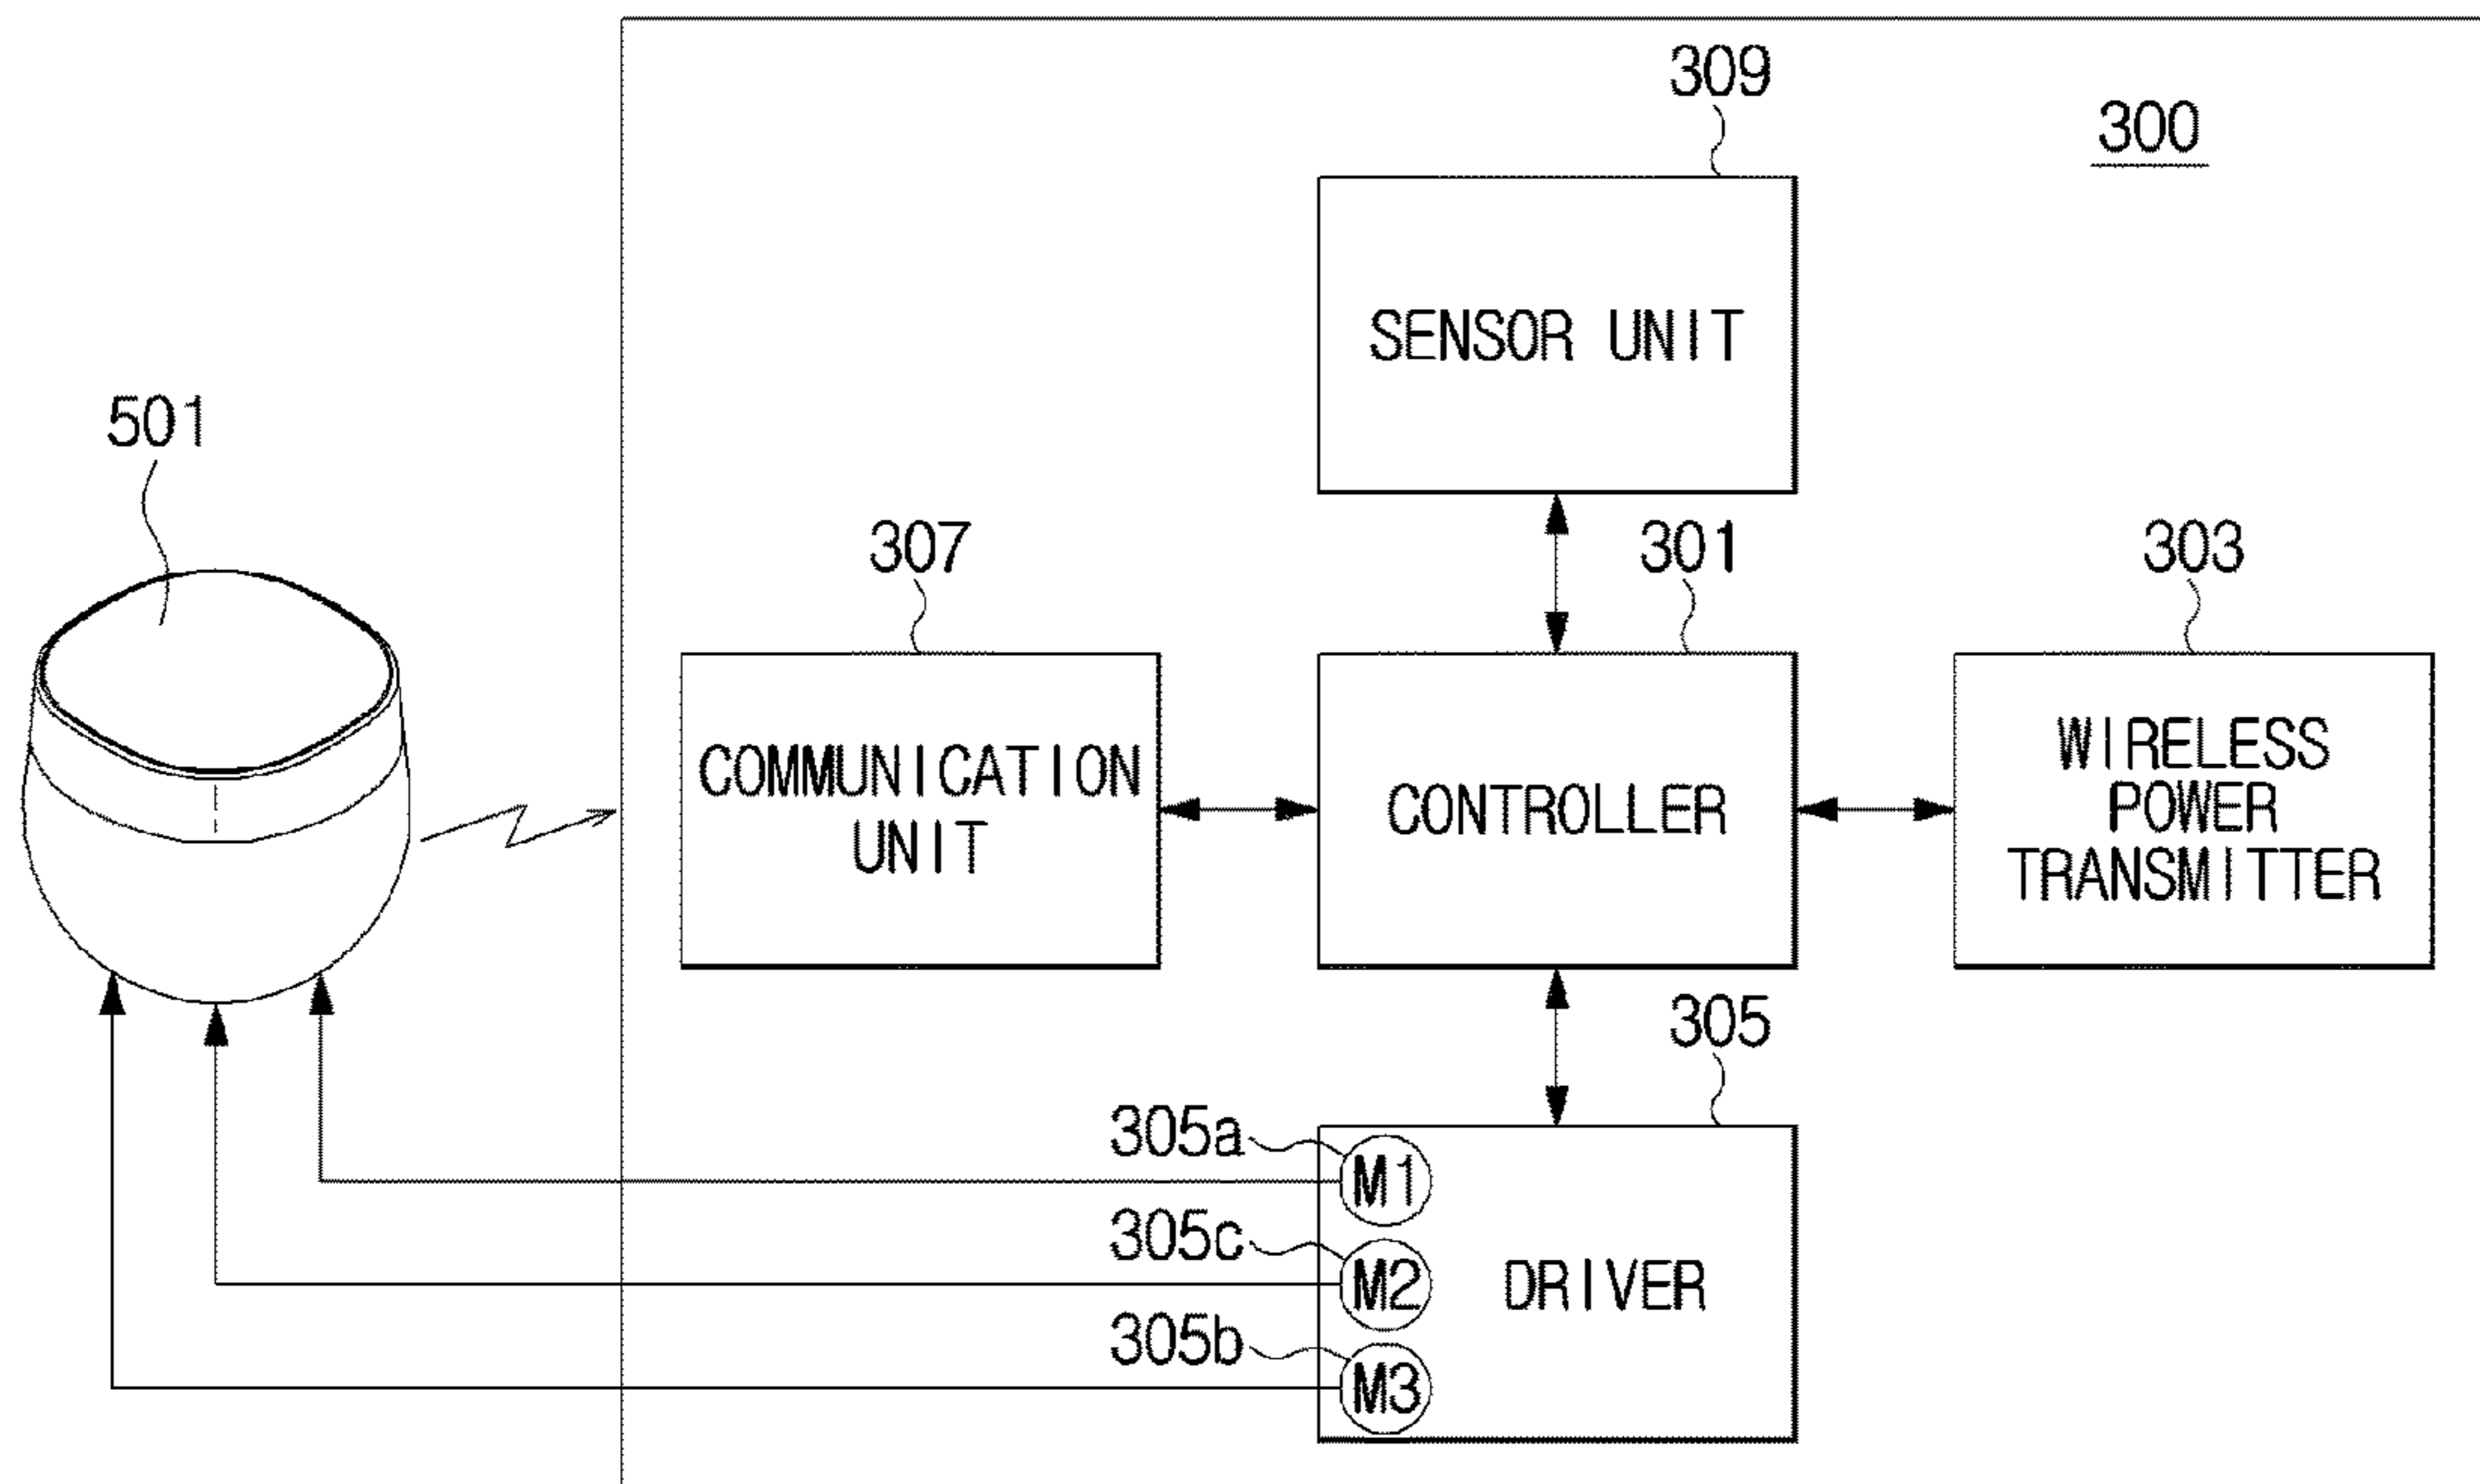 309
300
SENSOR UNIT
501
307
301
303
COMMUNICATION
UNIT
CONTROLLER
WIRELESS
POWER
TRANSMITTER
305
305a
M1
305c
M2
DRIVER
305b
M3